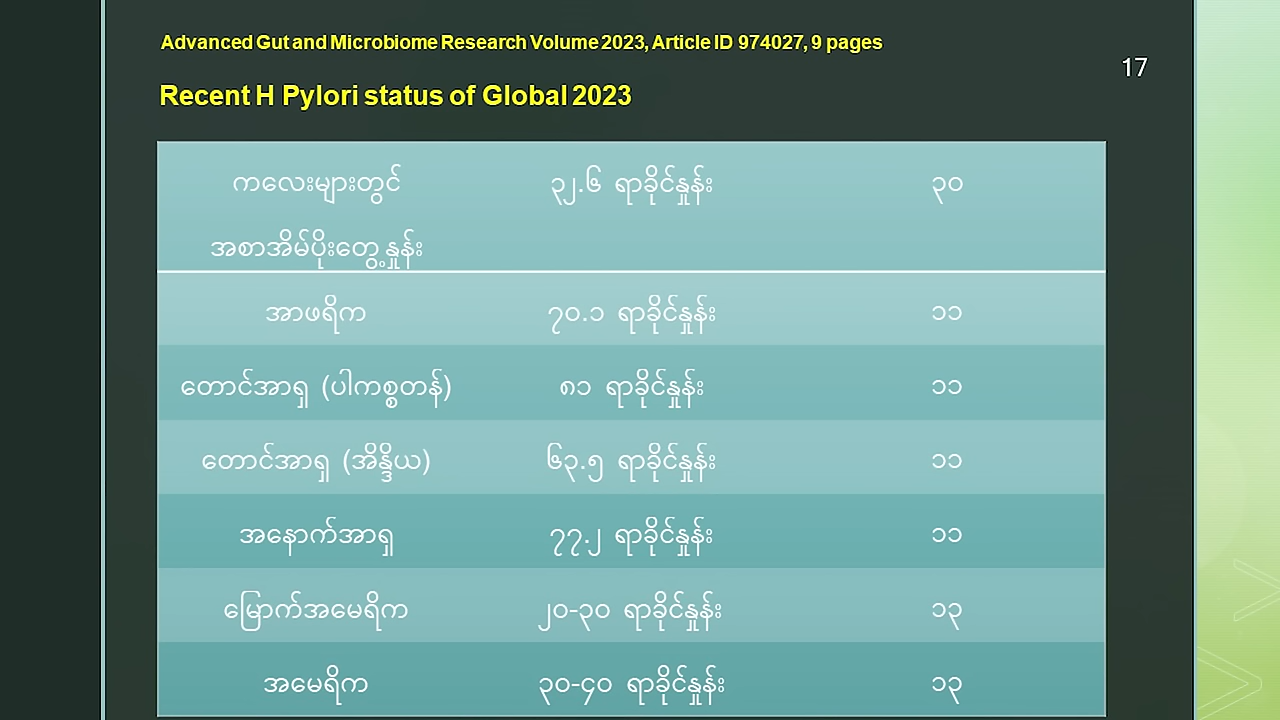 Advanced Gut and Microbiome Research Volume 2023, Article ID 974027, 9 pages
17
Recent H Pylori status of Global 2023
ကလေးများတွင် ၃၂.၆ ရာခိုင်နှုန်း ၃၀
အစာအိမ်ပိုးတွေ့နှုန်း
အာဖရိက ၇၀.၁ ရာခိုင်နှုန်း ၁၁
တောင်အာရှ (ပါကစ္စတန်) ၈၁ ရာခိုင်နှုန်း ၁၁
တောင်အာရှ (အိန္ဒိယ) ၆၃.၅ ရာခိုင်နှုန်း ၁၁
အနောက်အာရှ ၇၇.၂ ရာခိုင်နှုန်း ၁၁
မြောက်အမေရိက ၂၀-၃၀ ရာခိုင်နှုန်း ၁၃
အမေရိက ၃၀-၄၀ ရာခိုင်နှုန်း ၁၃